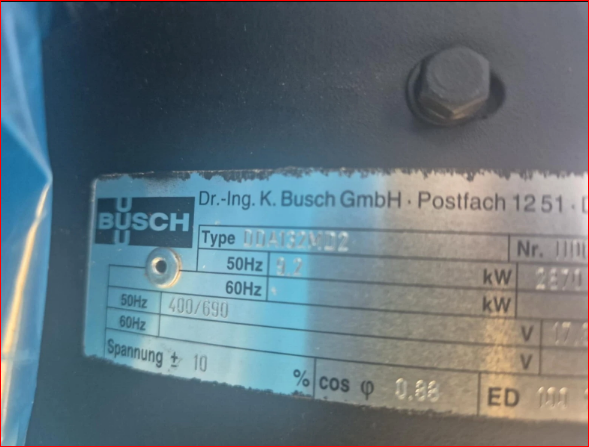 Dr.-Ing. K. Busch GmbH · Postfach 12 51 ·
BUSCH
Type Nr.
50Hz kW
60Hz kW
50Hz 400/690 V
60Hz V
Spannung ± 10 % cos φ 0.88 ED 100